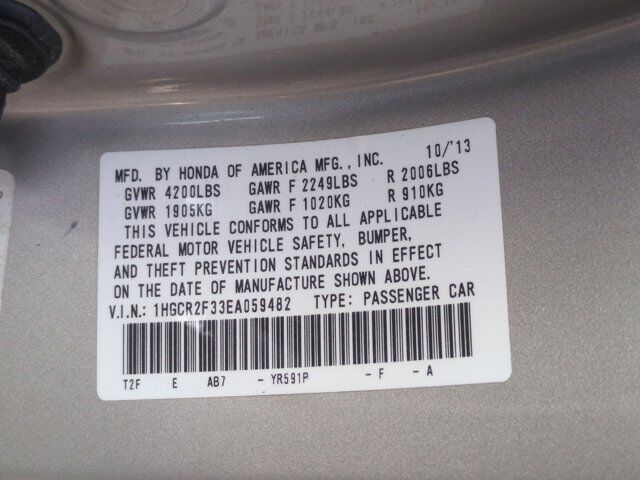 MFD. BY HONDA OF AMERICA MFG., INC. 10/'13
GVWR 4200LBS GAWR F 2249LBS R 2006LBS
GVWR 1905KG GAWR F 1020KG R 910KG
THIS VEHICLE CONFORMS TO ALL APPLICABLE
FEDERAL MOTOR VEHICLE SAFETY, BUMPER,
AND THEFT PREVENTION STANDARDS IN EFFECT
ON THE DATE OF MANUFACTURE SHOWN ABOVE.
V.I.N.: 1HGCR2F33EA059482 TYPE: PASSENGER CAR
T2F E AB7 - YR591P - F - A